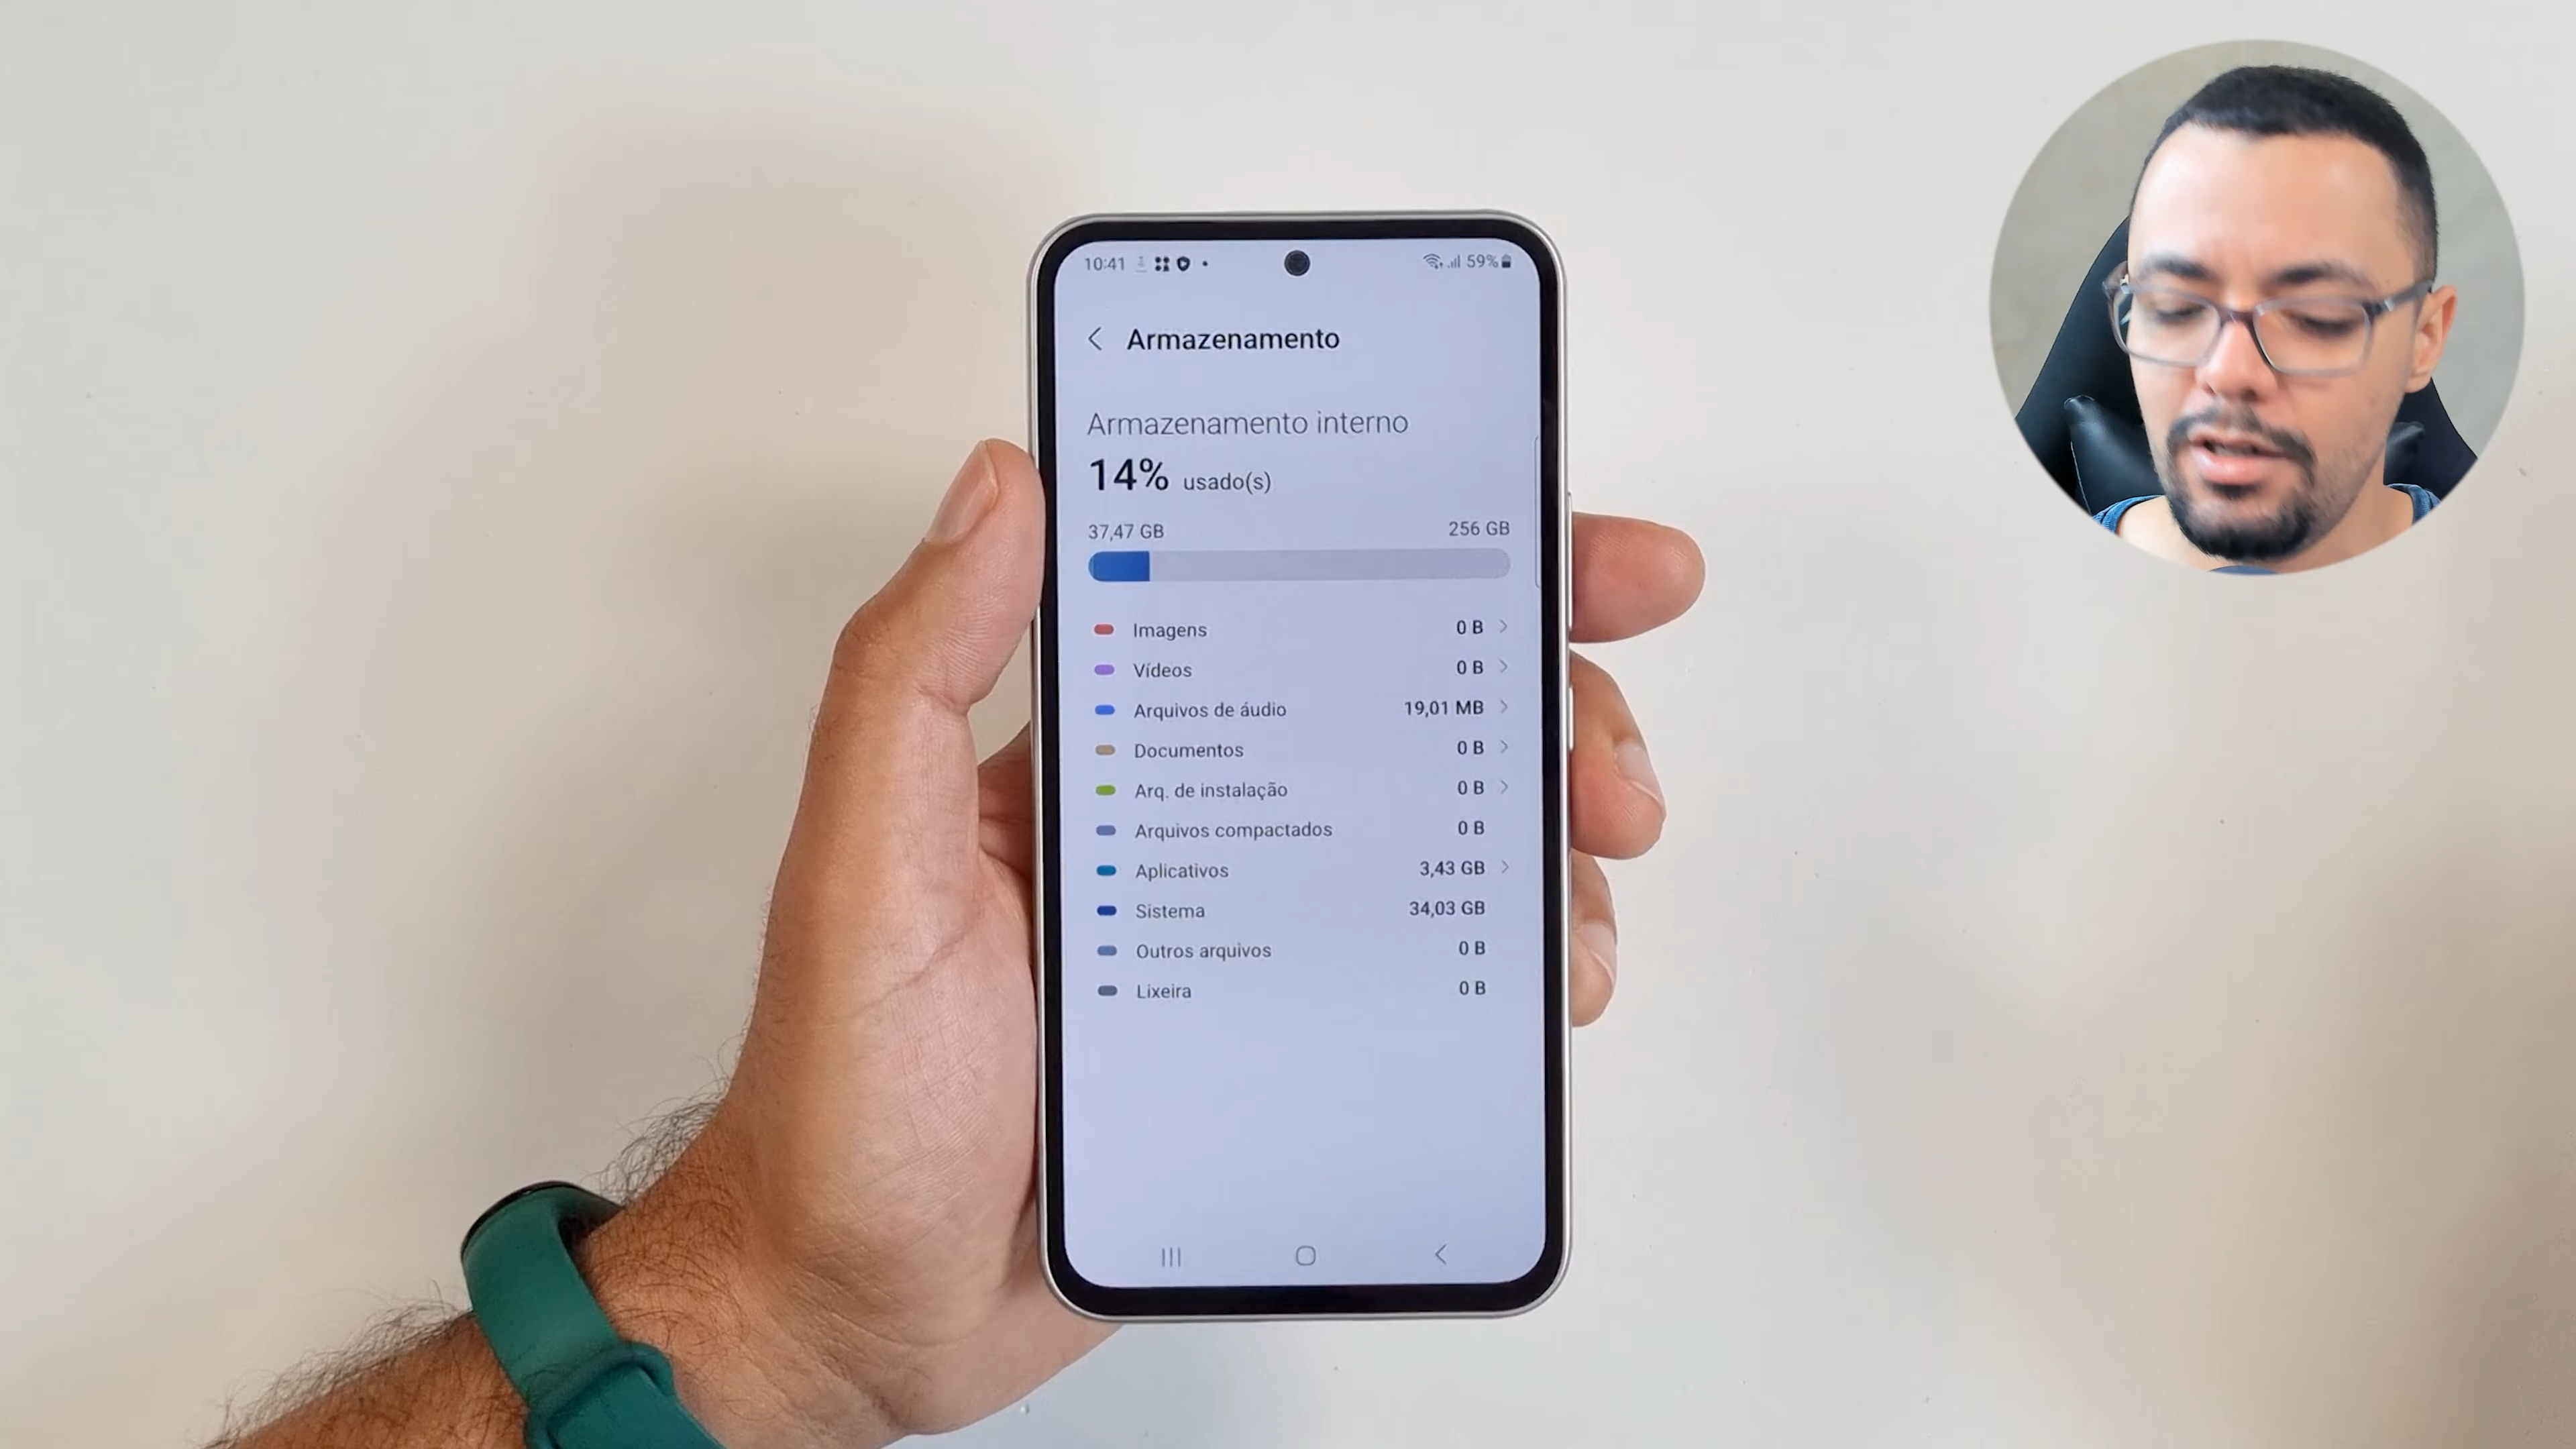 10:41 59%
Armazenamento
Armazenamento interno
14% usado(s)
37,47 GB 256 GB
Imagens 0 B
Vídeos 0 B
Arquivos de áudio 19,01 MB
Documentos 0 B
Arq. de instalação 0 B
Arquivos compactados 0 B
Aplicativos 3,43 GB
Sistema 34,03 GB
Outros arquivos 0 B
Lixeira 0 B